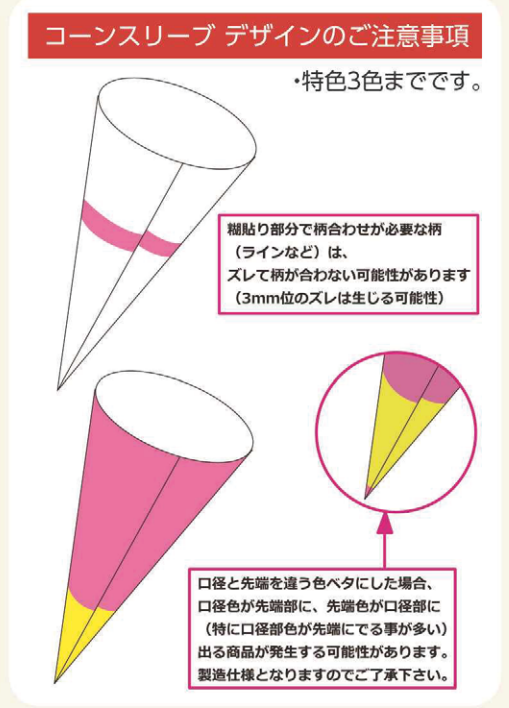 コーンスリーブ デザインのご注意事項
・特色3色までです。
糊貼り部分で柄合わせが必要な柄
（ラインなど）は、
ズレて柄が合わない可能性があります
（3mm位のズレは生じる可能性）
口径と先端を違う色ベタにした場合、
口径色が先端部に、先端色が口径部に
（特に口径部色が先端にでる事が多い）
出る商品が発生する可能性があります。
製造仕様となりますのでご了承下さい。